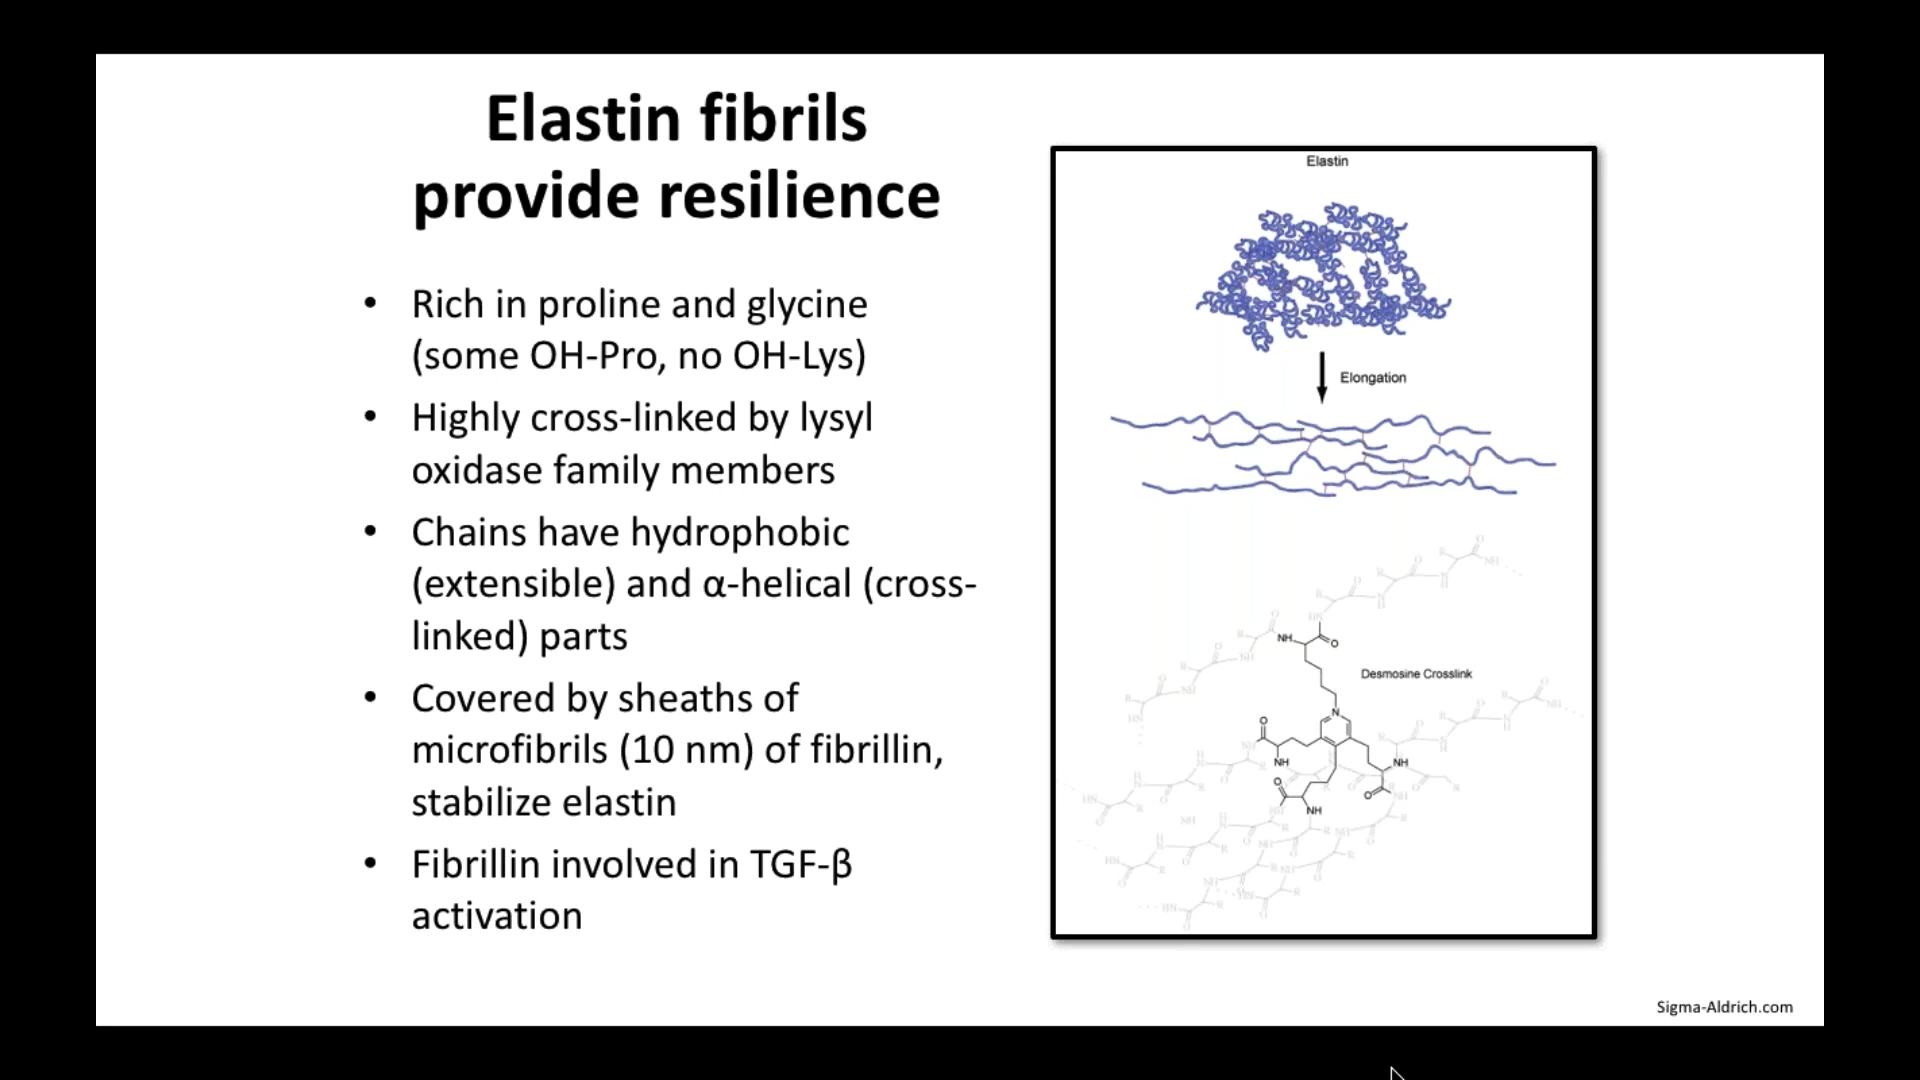 Elastin fibrils
provide resilience
• Rich in proline and glycine
(some OH-Pro, no OH-Lys)
• Highly cross-linked by lysyl
oxidase family members
• Chains have hydrophobic
(extensible) and α-helical (cross-
linked) parts
• Covered by sheaths of
microfibrils (10 nm) of fibrillin,
stabilize elastin
• Fibrillin involved in TGF-β
activation
Elastin
Elongation
Desmosine Crosslink
NH
O
N
O
NH
NH
O
O
NH
Sigma-Aldrich.com